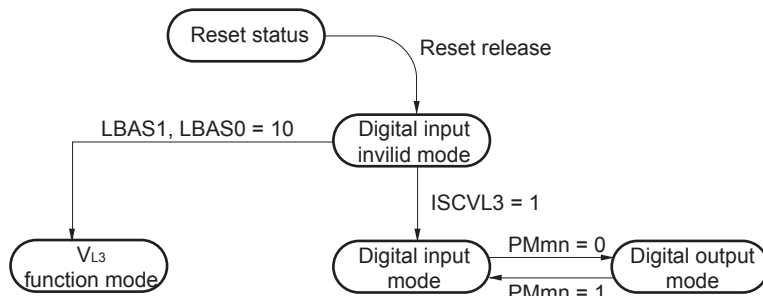 Reset status
Reset release
LBAS1, LBAS0 = 10
Digital input
invilid mode
ISCVL3 = 1
VL3
function mode
Digital input
mode
PMmn = 0
PMmn = 1
Digital output
mode